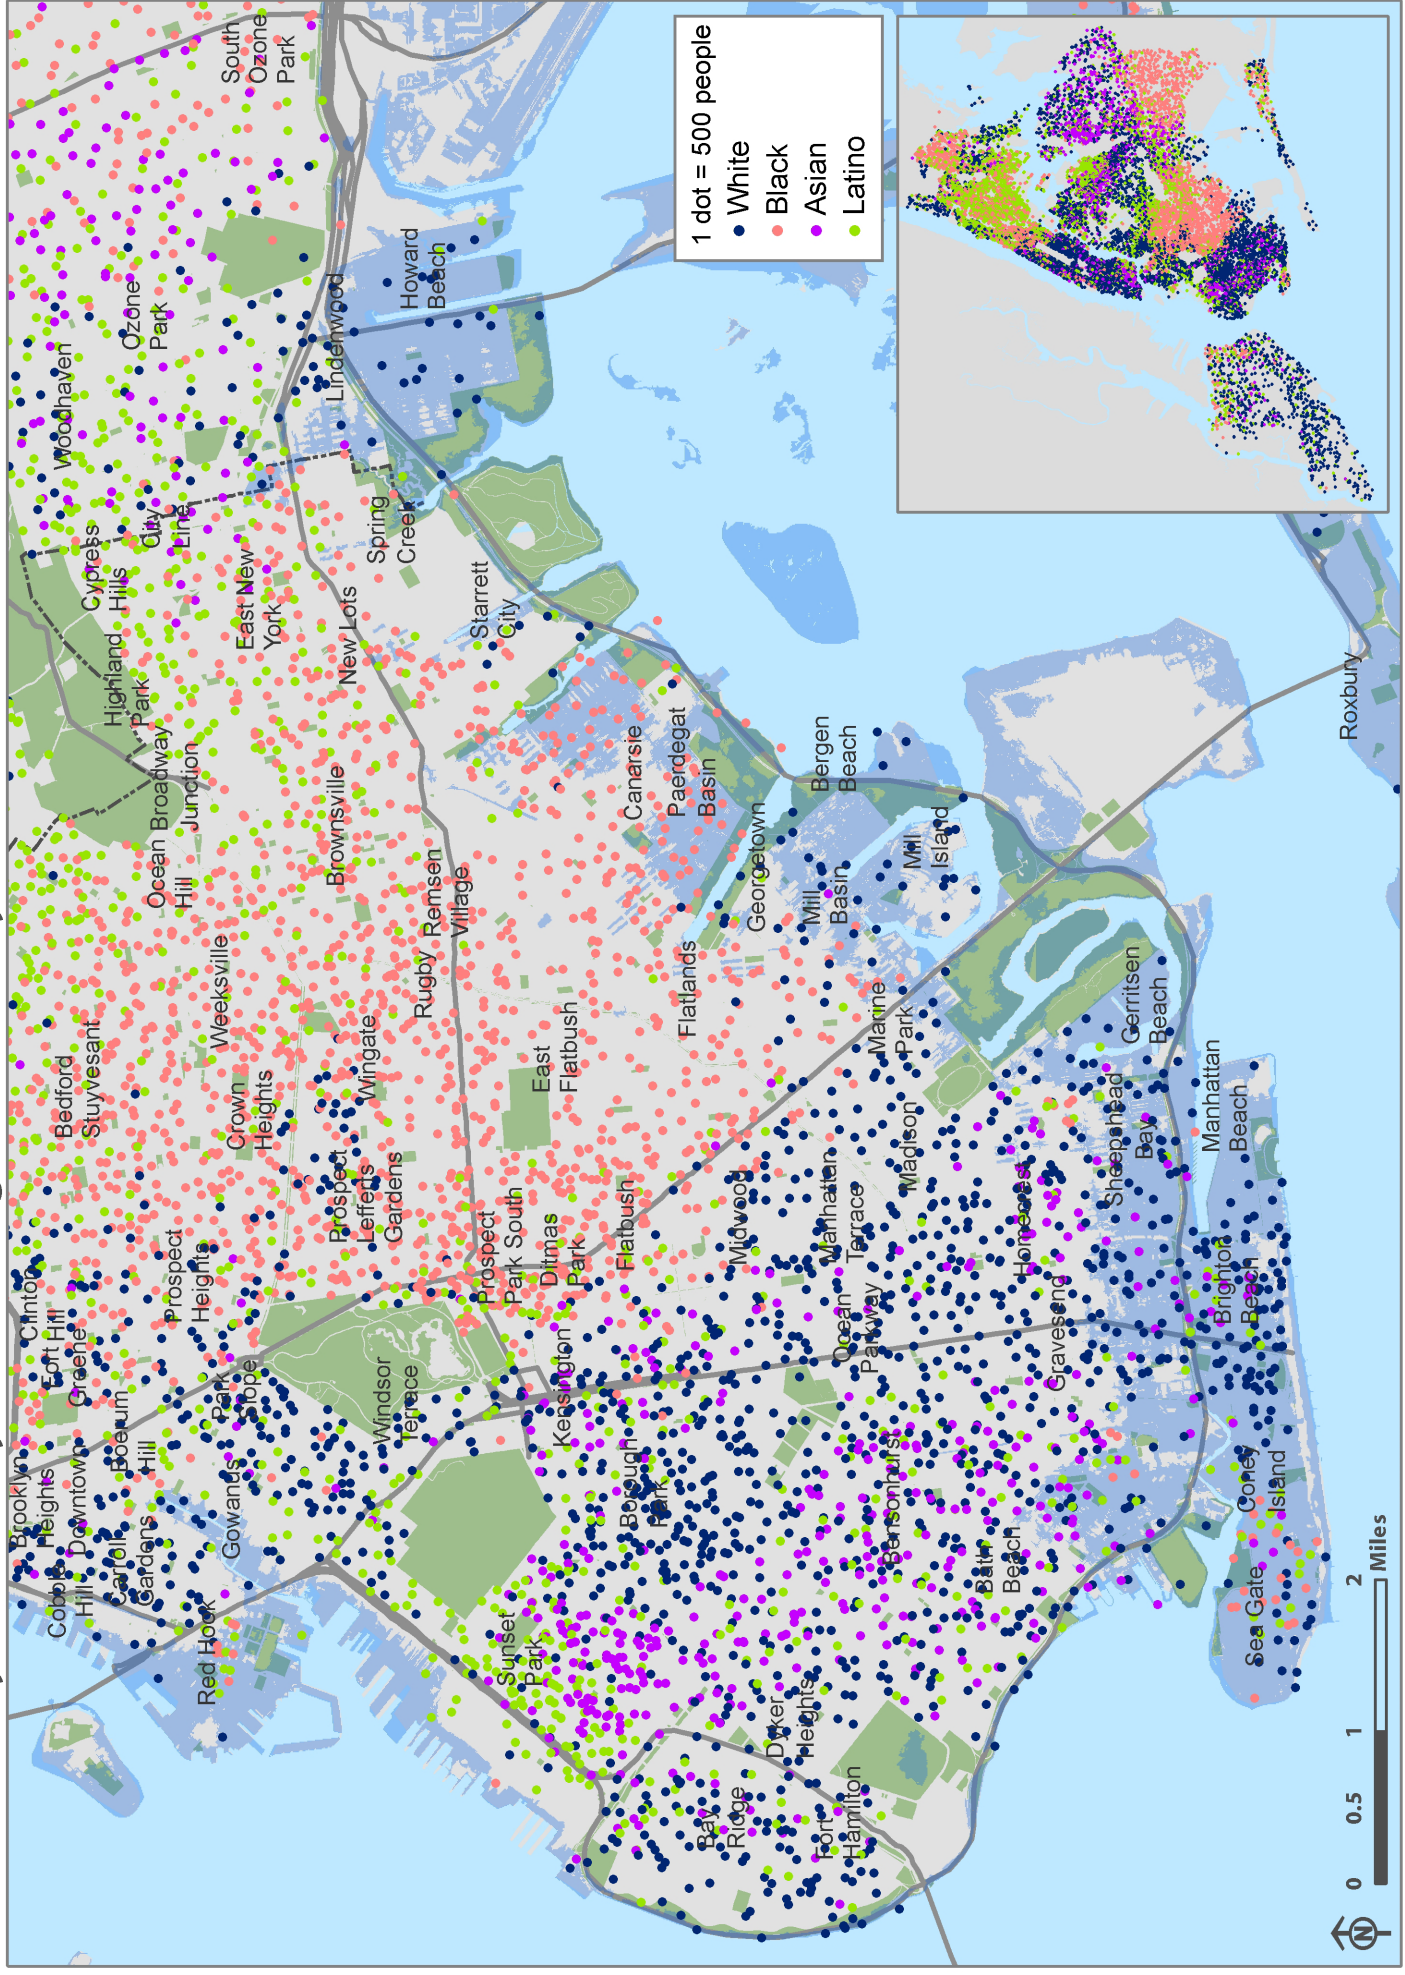 South
Ozone
Park
Ozone
Park
Woodhaven
Howard
Beach
Lindenwood
Cypress
Hills
City
Line
Spring
Creek
East New
York
New Lots
Starrett
City
Highland
Park
Broadway
Junction
Ocean
Hill
Brownsville
Canarsie
Paerdegat
Basin
Bergen
Beach
Georgetown
Mill
Island
Mill
Basin
Remsen
Village
Rugby
Weeksville
Flatlands
Bedford
Stuyvesant
Crown
Heights
Wingate
East
Flatbush
Marine
Park
Gerritsen
Beach
Prospect
Lefferts
Gardens
Prospect
Heights
Prospect
Park South
Ditmas
Park
Flatbush
Midwood
Manhattan
Terrace
Madison
Homecrest
Sheepshead
Bay
Manhattan
Beach
Brighton
Beach
Clinton
Hill
Fort
Greene
Park
Slope
Windsor
Terrace
Kensington
Ocean
Parkway
Gravesend
Brooklyn
Heights
Downtown
Boerum
Hill
Gowanus
Borough
Park
Bensonhurst
Bath
Beach
Coney
Island
Cobble
Hill
Carroll
Gardens
Red Hook
Sunset
Park
Sea Gate
Dyker
Heights
Bay
Ridge
Fort
Hamilton
Roxbury
1 dot = 500 people
White
Black
Asian
Latino
N
0 0.5 1 2 Miles